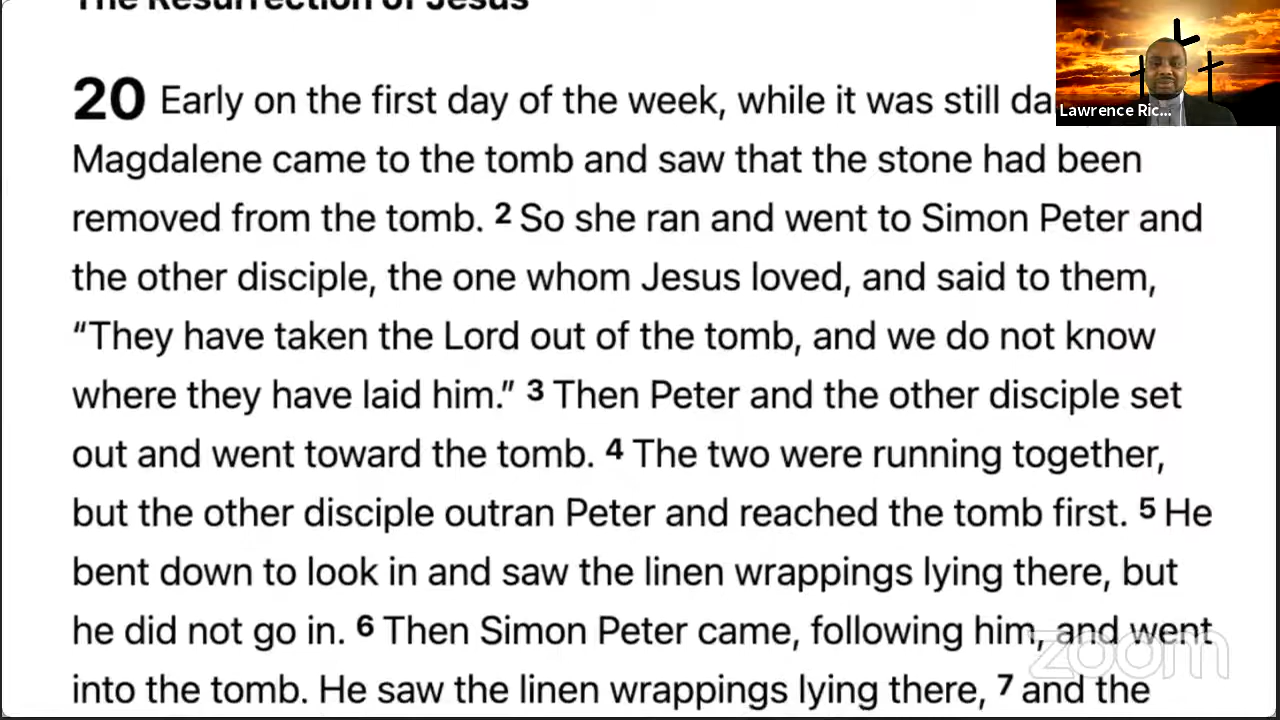 The Resurrection of Jesus
20 Early on the first day of the week, while it was still da
Lawrence Ric...
Magdalene came to the tomb and saw that the stone had been
removed from the tomb. 2 So she ran and went to Simon Peter and
the other disciple, the one whom Jesus loved, and said to them,
“They have taken the Lord out of the tomb, and we do not know
where they have laid him.” 3 Then Peter and the other disciple set
out and went toward the tomb. 4 The two were running together,
but the other disciple outran Peter and reached the tomb first. 5 He
bent down to look in and saw the linen wrappings lying there, but
he did not go in. 6 Then Simon Peter came, following him, and went
into the tomb. He saw the linen wrappings lying there, 7 and the
zoom